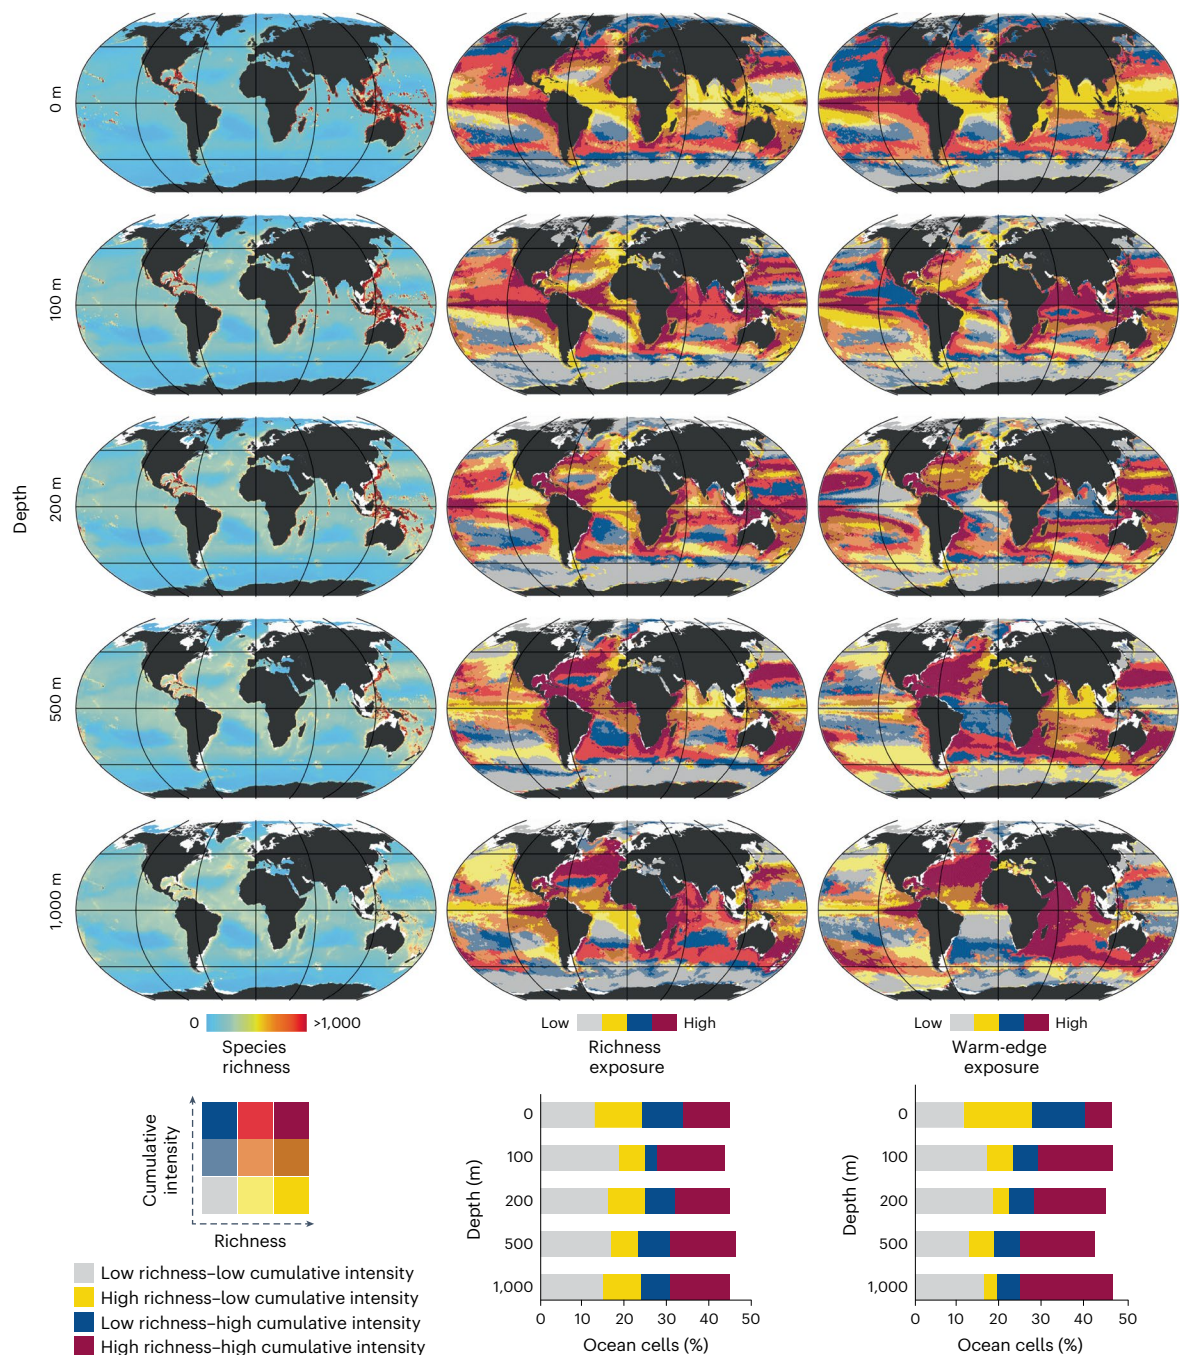 Depth
0 m
100 m
200 m
500 m
1,000 m
0 >1,000
Species
richness
Low High
Richness
exposure
Low High
Warm-edge
exposure
Cumulative
intensity
Richness
Low richness–low cumulative intensity
High richness–low cumulative intensity
Low richness–high cumulative intensity
High richness–high cumulative intensity
Depth (m)
0
100
200
500
1,000
0 10 20 30 40 50
Ocean cells (%)
Depth (m)
0
100
200
500
1,000
0 10 20 30 40 50
Ocean cells (%)